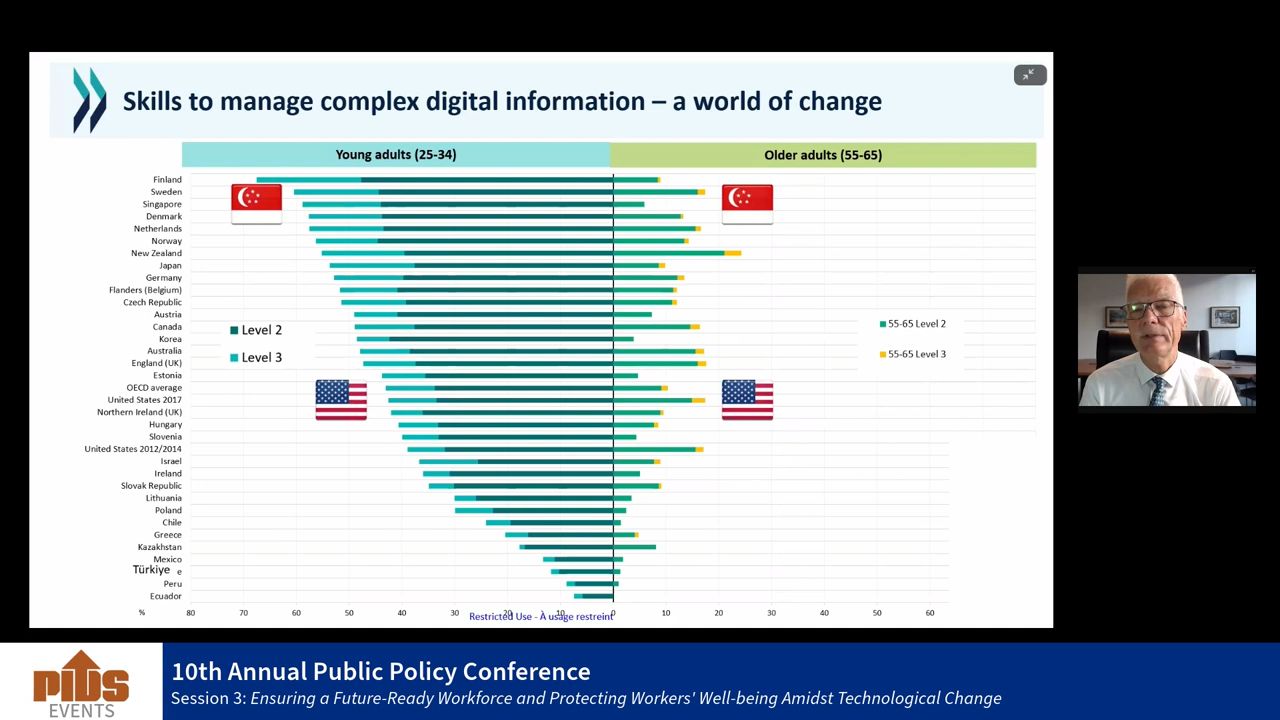 Skills to manage complex digital information – a world of change
Young adults (25-34)
Older adults (55-65)
Finland
Sweden
Singapore
Denmark
Netherlands
Norway
New Zealand
Japan
Germany
Flanders (Belgium)
Czech Republic
Austria
Canada
Korea
Australia
England (UK)
Estonia
OECD average
United States 2017
Northern Ireland (UK)
Hungary
Slovenia
United States 2012/2014
Israel
Ireland
Slovak Republic
Lithuania
Poland
Chile
Greece
Kazakhstan
Mexico
Türkiye e
Peru
Ecuador
Level 2
Level 3
55-65 Level 2
55-65 Level 3
% 80 70 60 50 40 30 20 10 0 10 20 30 40 50 60
Restricted Use - À usage restreint
PIDS
EVENTS
10th Annual Public Policy Conference
Session 3: Ensuring a Future-Ready Workforce and Protecting Workers' Well-being Amidst Technological Change